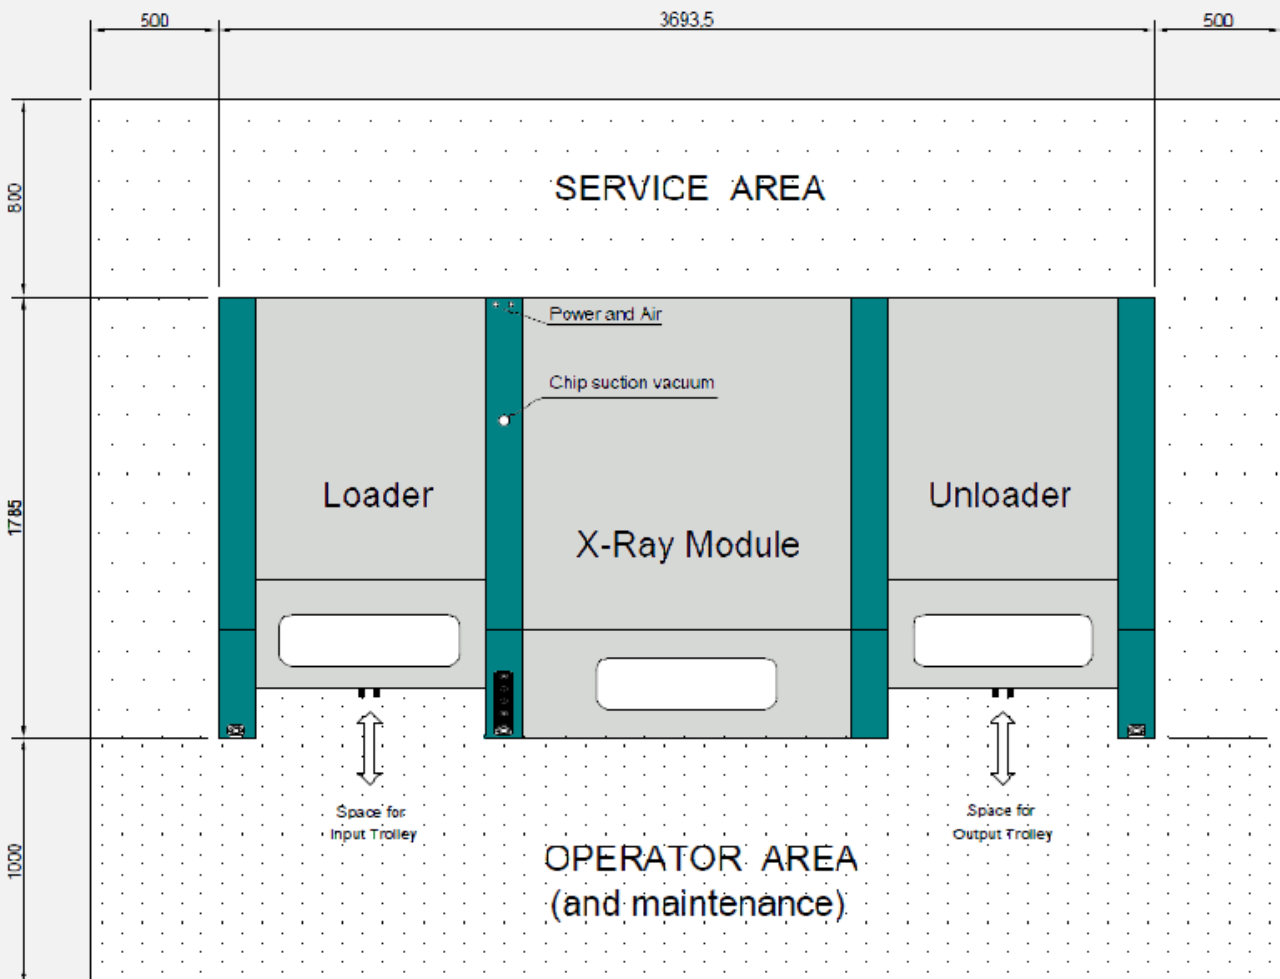 500
3693,5
500
800
SERVICE AREA
Power and Air
Chip suction vacuum
1785
Loader
X-Ray Module
Unloader
Space for
Input Trolley
Space for
Output Trolley
1000
OPERATOR AREA
(and maintenance)